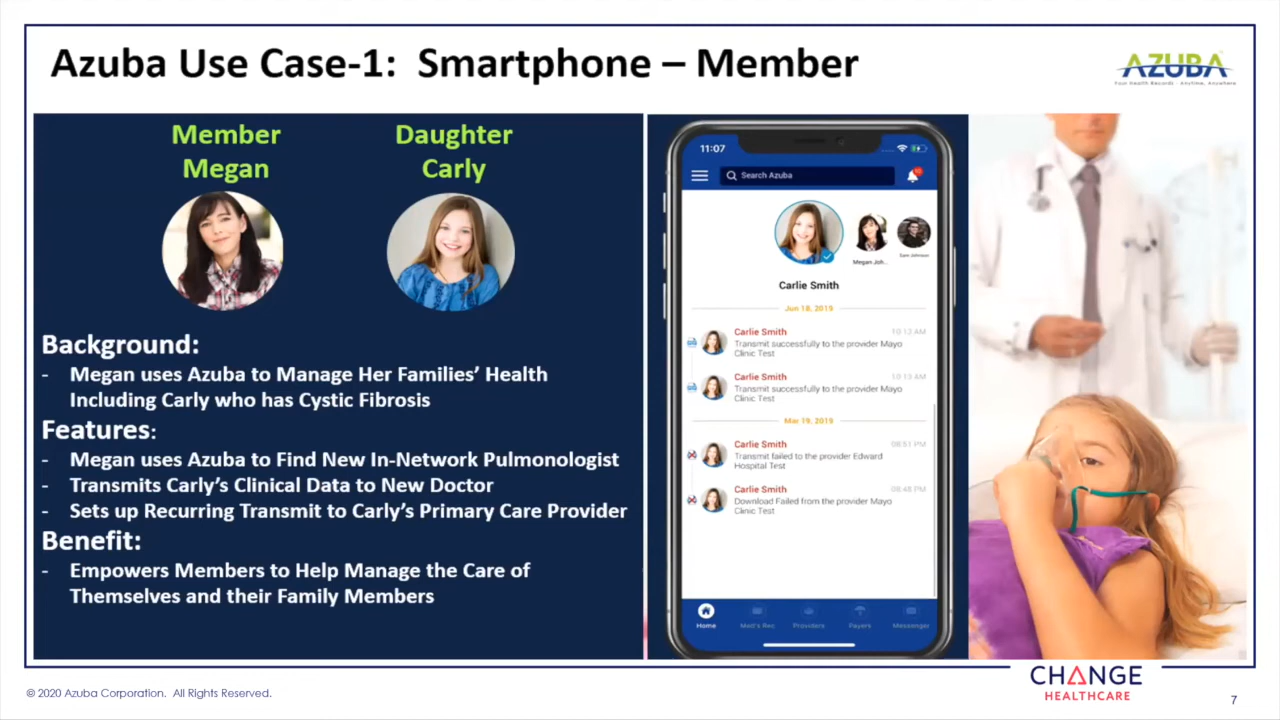 Azuba Use Case-1: Smartphone – Member
AZUBA
Your Health Records - Anytime, Anywhere
Member
Megan
Daughter
Carly
Background:
- Megan uses Azuba to Manage Her Families’ Health
Including Carly who has Cystic Fibrosis
Features:
- Megan uses Azuba to Find New In-Network Pulmonologist
- Transmits Carly’s Clinical Data to New Doctor
- Sets up Recurring Transmit to Carly’s Primary Care Provider
Benefit:
- Empowers Members to Help Manage the Care of
Themselves and their Family Members
11:07
Search Azuba
Megan Joh..
Sam Johnson
Carlie Smith
Jun 18, 2019
Carlie Smith 10:13 AM
Transmit successfully to the provider Mayo
Clinic Test
Carlie Smith 10:13 AM
Transmit successfully to the provider Mayo
Clinic Test
Mar 19, 2019
Carlie Smith 08:51 PM
Transmit failed to the provider Edward
Hospital Test
Carlie Smith 08:48 PM
Download Failed from the provider Mayo
Clinic Test
Home Med's Rec Providers Payers Messenger
CHANGE
HEALTHCARE
© 2020 Azuba Corporation. All Rights Reserved.
7